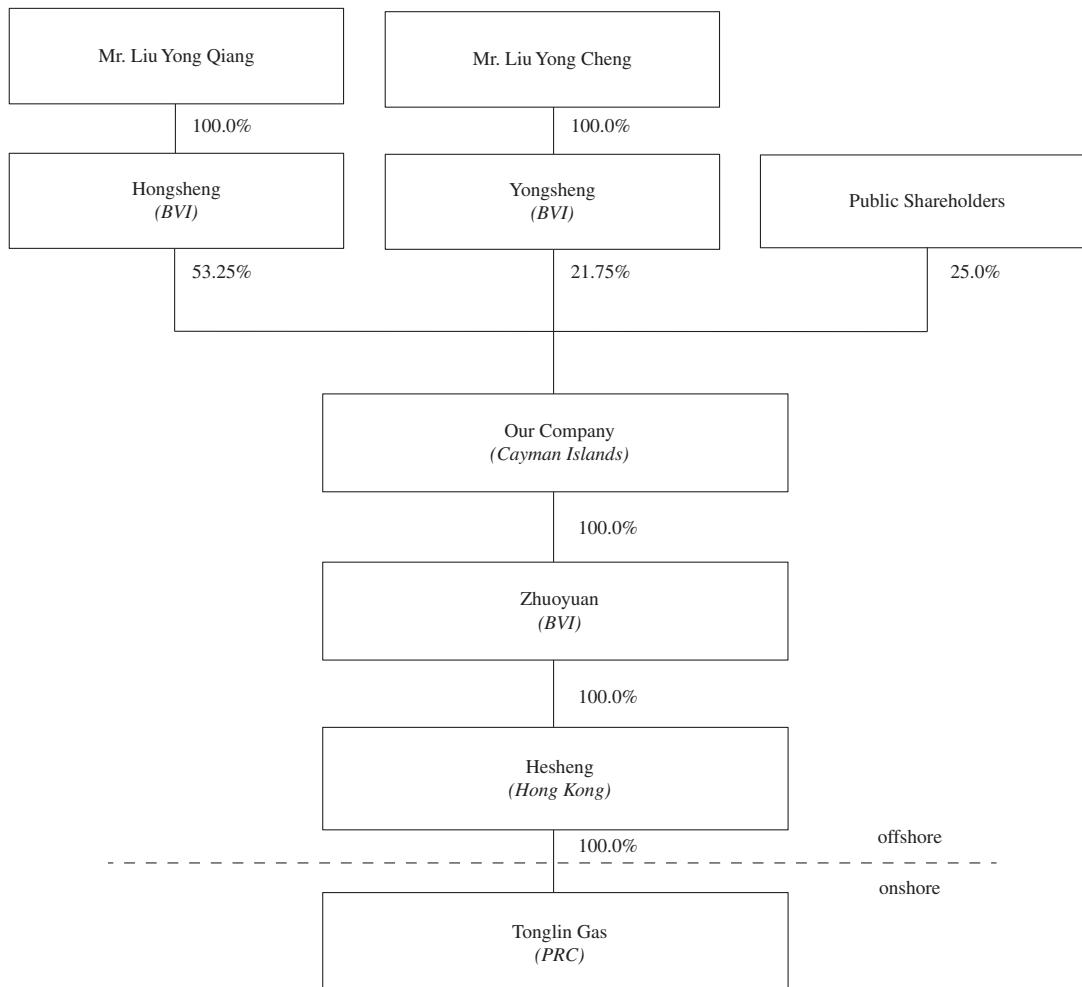 Mr. Liu Yong Qiang
Mr. Liu Yong Cheng
100.0%
100.0%
Hongsheng
(BVI)
Yongsheng
(BVI)
Public Shareholders
53.25%
21.75%
25.0%
Our Company
(Cayman Islands)
100.0%
Zhuoyuan
(BVI)
100.0%
Hesheng
(Hong Kong)
100.0%
offshore
onshore
Tonglin Gas
(PRC)